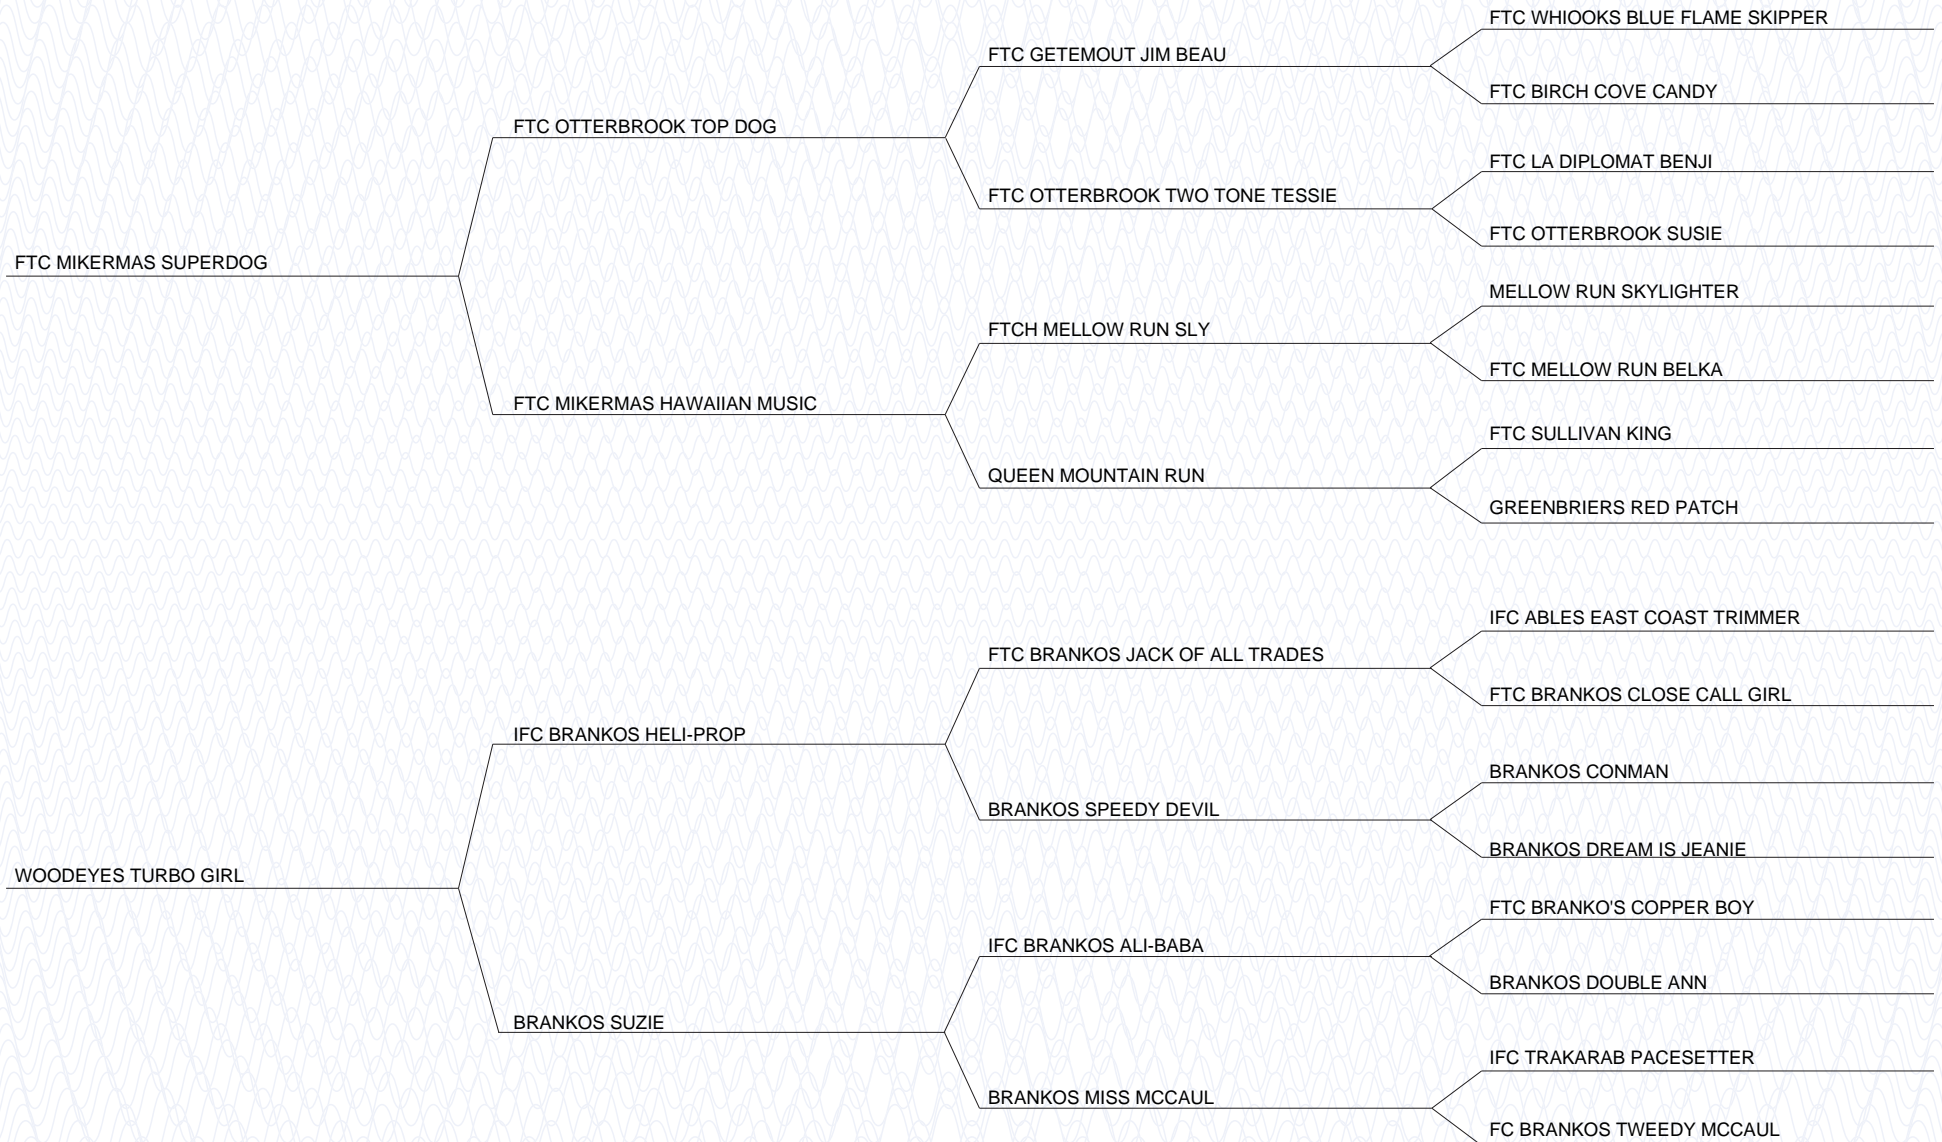 FTC WHIOOKS BLUE FLAME SKIPPER
FTC GETEMOUT JIM BEAU
FTC BIRCH COVE CANDY
FTC OTTERBROOK TOP DOG
FTC LA DIPLOMAT BENJI
FTC OTTERBROOK TWO TONE TESSIE
FTC OTTERBROOK SUSIE
FTC MIKERMAS SUPERDOG
MELLOW RUN SKYLIGHTER
FTCH MELLOW RUN SLY
FTC MELLOW RUN BELKA
FTC MIKERMAS HAWAIIAN MUSIC
FTC SULLIVAN KING
QUEEN MOUNTAIN RUN
GREENBRIERS RED PATCH
IFC ABLES EAST COAST TRIMMER
FTC BRANKOS JACK OF ALL TRADES
FTC BRANKOS CLOSE CALL GIRL
IFC BRANKOS HELI-PROP
BRANKOS CONMAN
BRANKOS SPEEDY DEVIL
BRANKOS DREAM IS JEANIE
WOODEYES TURBO GIRL
FTC BRANKO'S COPPER BOY
IFC BRANKOS ALI-BABA
BRANKOS DOUBLE ANN
BRANKOS SUZIE
IFC TRAKARAB PACESETTER
BRANKOS MISS MCCAUL
FC BRANKOS TWEEDY MCCAUL